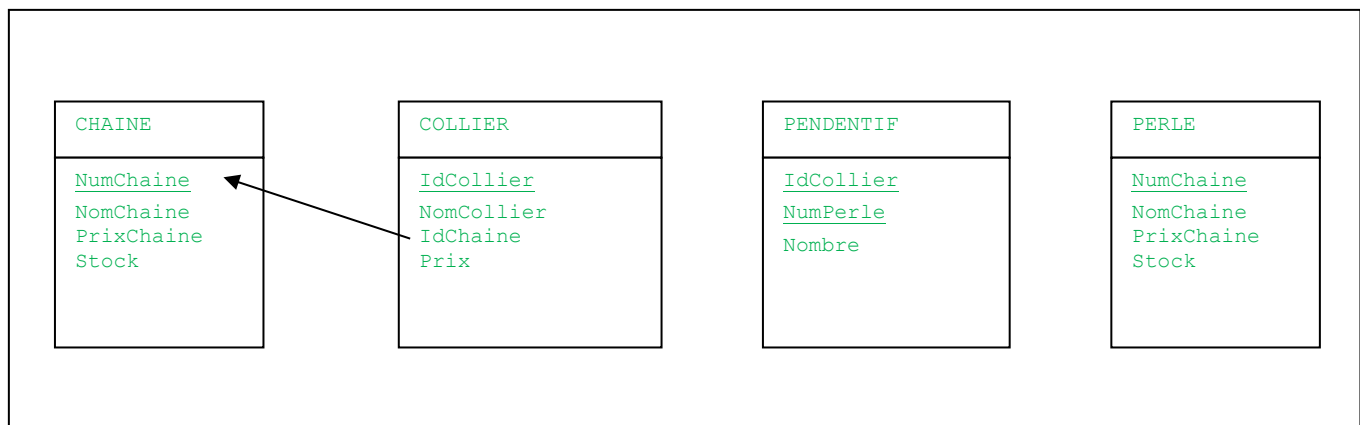 CHAINE
NumChaine
NomChaine
PrixChaine
Stock
COLLIER
IdCollier
NomCollier
IdChaine
Prix
PENDENTIF
IdCollier
NumPerle
Nombre
PERLE
NumChaine
NomChaine
PrixChaine
Stock